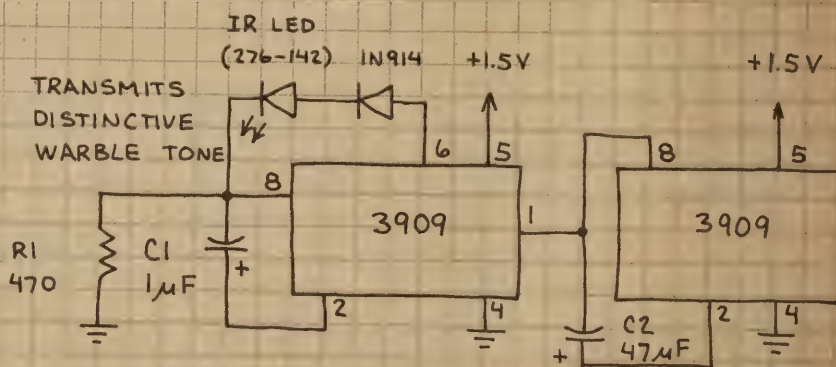 IR LED
(276-142) 1N914 +1.5V +1.5V
TRANSMITS
DISTINCTIVE
WARBLE TONE
6 5 8 5
8 3909 1 3909
R1 C1
470 1µF
+ 2 4 2 4
C2
+ 47µF